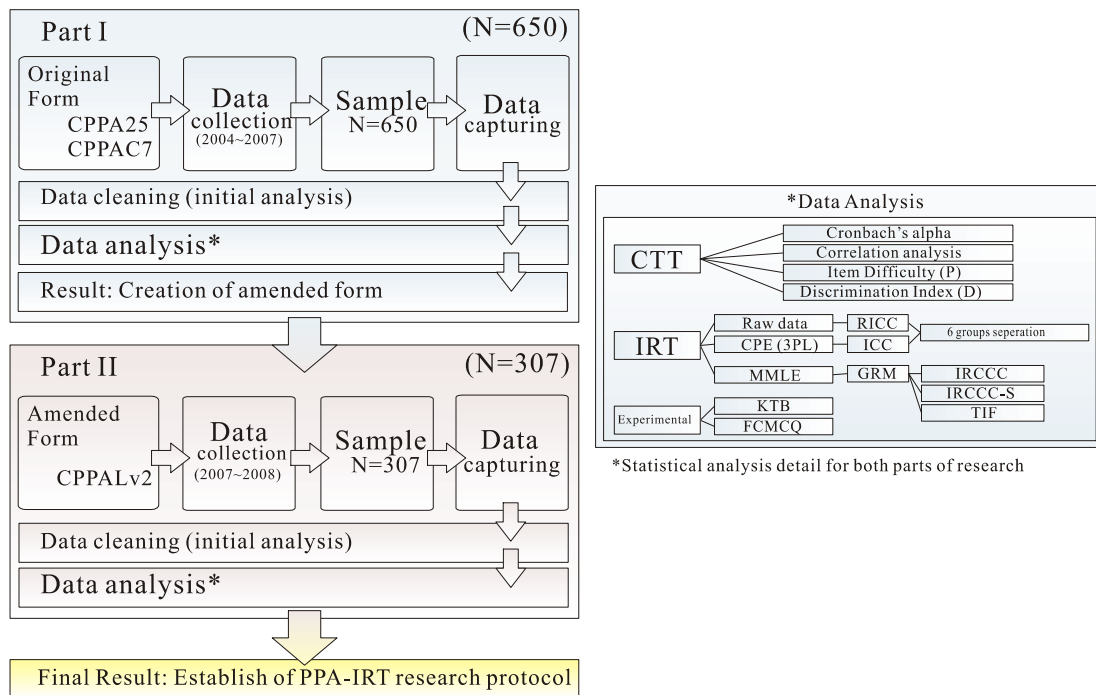 Part I (N=650)
Original
Form
CPPA25
CPPAC7
Data
collection
(2004~2007)
Sample
N=650
Data
capturing
Data cleaning (initial analysis)
Data analysis*
Result: Creation of amended form
Part II (N=307)
Amended
Form
CPPALv2
Data
collection
(2007~2008)
Sample
N=307
Data
capturing
Data cleaning (initial analysis)
Data analysis*
Final Result: Establish of PPA-IRT research protocol
*Data Analysis
CTT
Cronbach's alpha
Correlation analysis
Item Difficulty (P)
Discrimination Index (D)
IRT
Raw data
RICC
CPE (3PL)
ICC
6 groups seperation
MMLE
GRM
IRCCC
IRCCC-S
TIF
Experimental
KTB
FCMCQ
*Statistical analysis detail for both parts of research